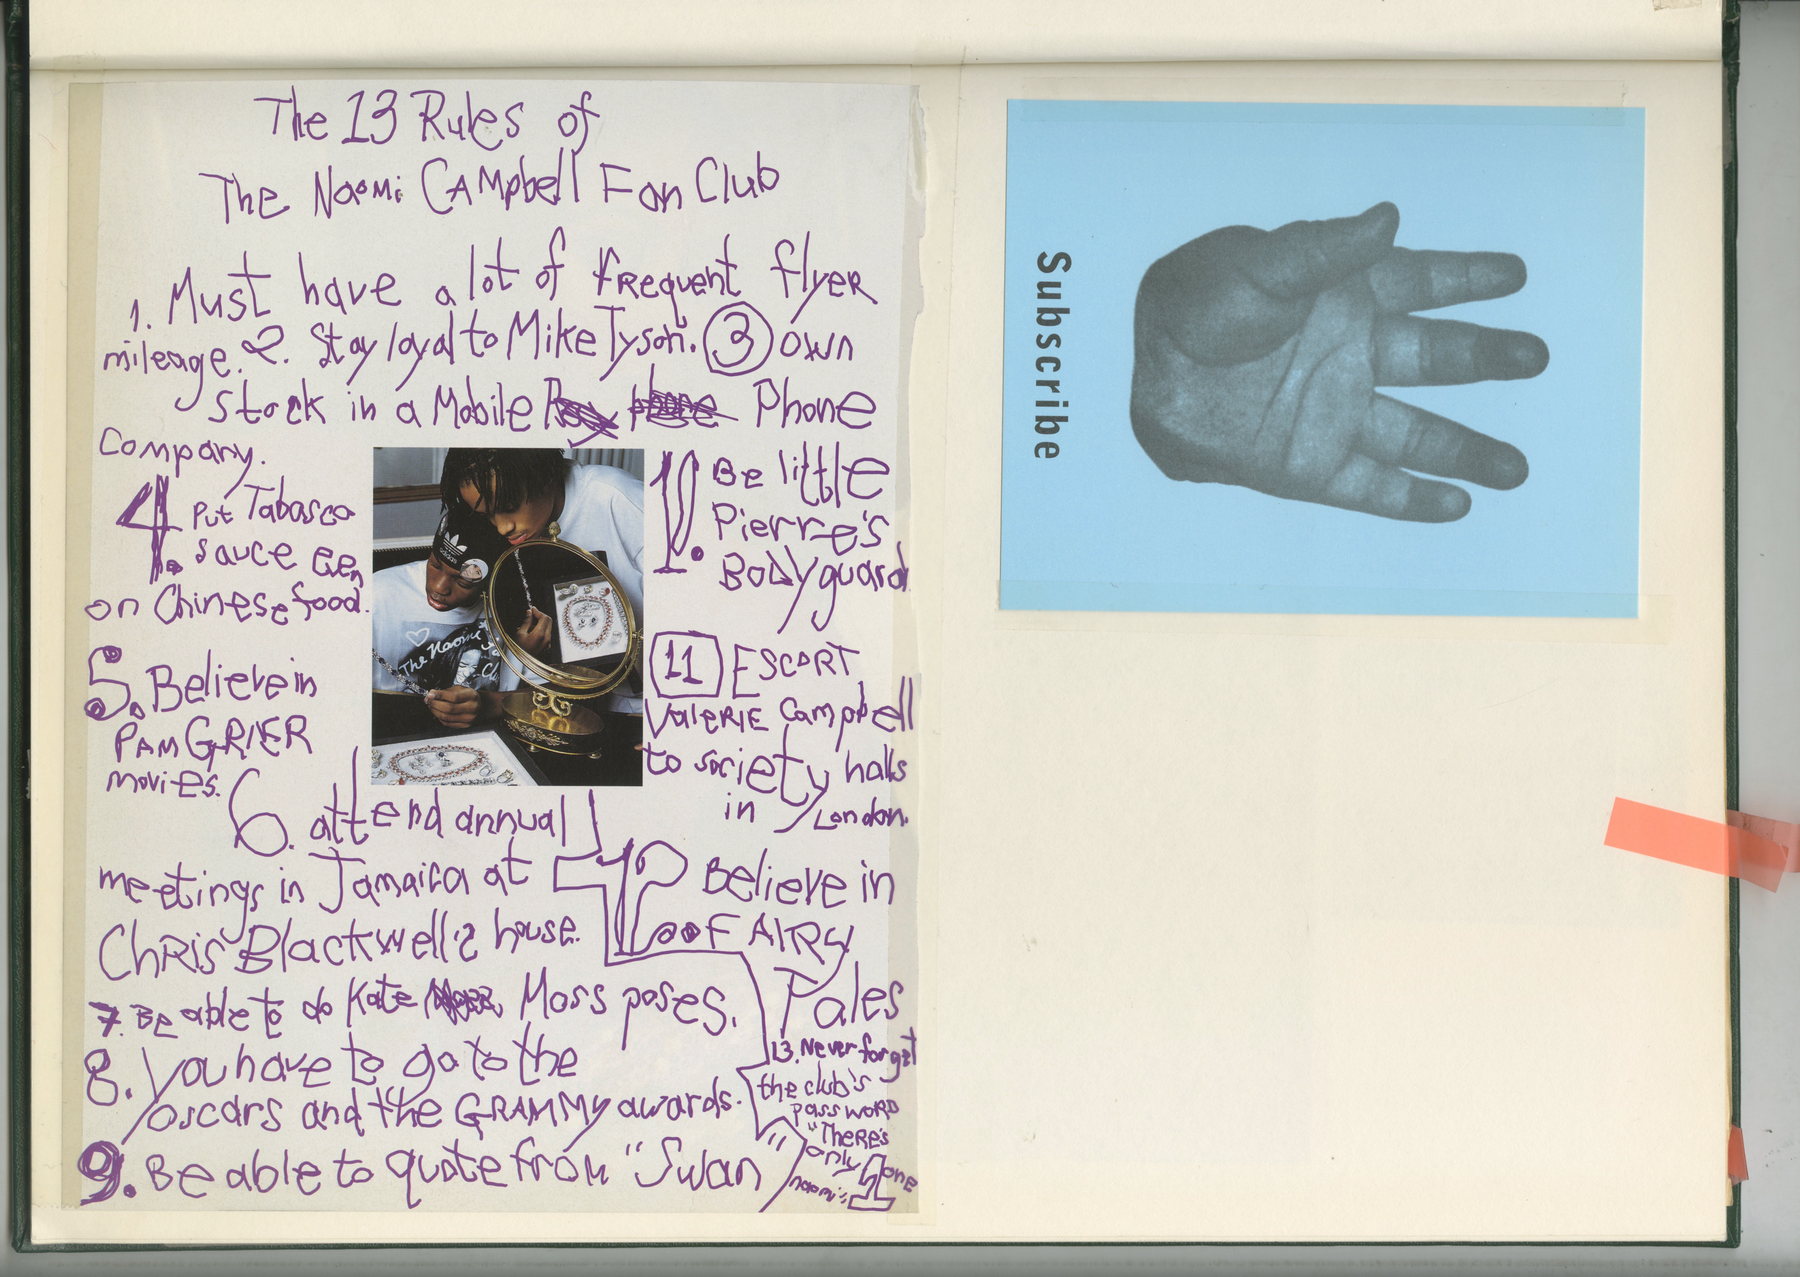 The 13 Rules of
The Naomi Campbell Fan Club
1. Must have a lot of frequent flyer
mileage. 2. Stay loyal to Mike Tyson. 3 own
stock in a Mobile Phone
Company.
4. Put Tabasco
sauce even
on Chinese food.
5. Believe in
PAM GRIER
movies.
6. attend annual
meetings in Jamaica at
Chris Blackwell's house.
7. Be able to do Kate Moss poses.
8. You have to go to the
oscars and the GRAMMY awards.
9. Be able to quote from "Swan"
10. Be little
Pierre's
Bodyguard
11 ESCORT
VALERIE Campbell
to society halls
in London.
12. Believe in
FAIRY
Tales
13. Never forget
the club's
password
"There's
only 1 one
naomi"
adidas
The Naomi
Subscribe